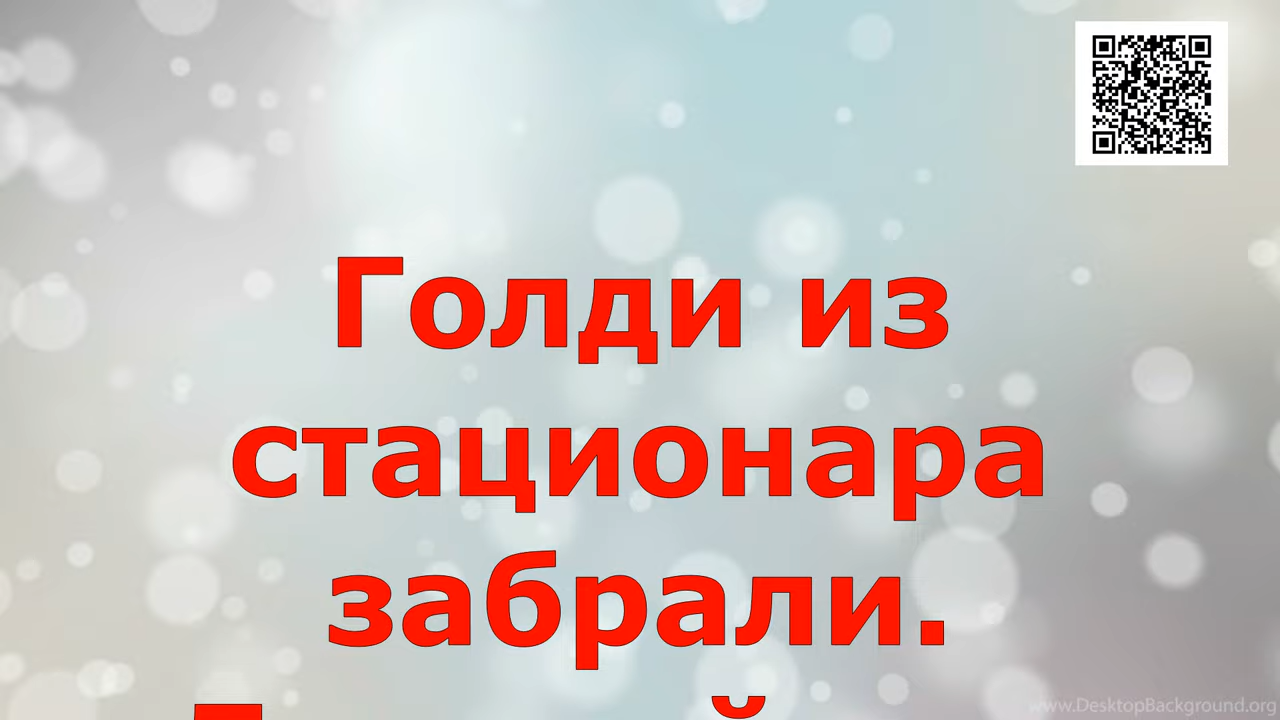 Голди из
стационара
забрали.
www.DesktopBackground.org